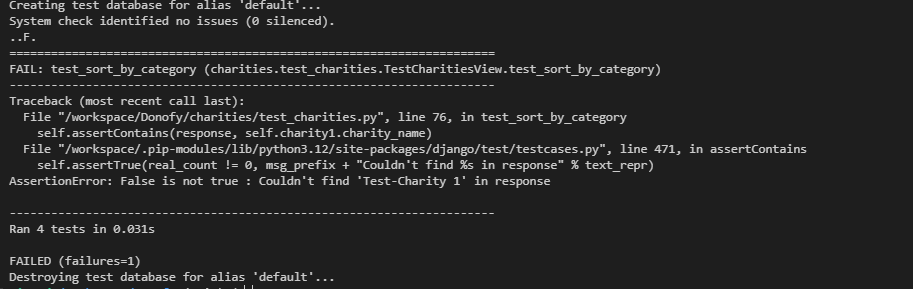 Creating test database for alias 'default'...
System check identified no issues (0 silenced).
..F.
======================================================================
FAIL: test_sort_by_category (charities.test_charities.TestCharitiesView.test_sort_by_category)
----------------------------------------------------------------------
Traceback (most recent call last):
  File "/workspace/Donofy/charities/test_charities.py", line 76, in test_sort_by_category
    self.assertContains(response, self.charity1.charity_name)
  File "/workspace/.pip-modules/lib/python3.12/site-packages/django/test/testcases.py", line 471, in assertContains
    self.assertTrue(real_count != 0, msg_prefix + "Couldn't find %s in response" % text_repr)
AssertionError: False is not true : Couldn't find 'Test-Charity 1' in response

----------------------------------------------------------------------
Ran 4 tests in 0.031s

FAILED (failures=1)
Destroying test database for alias 'default'...